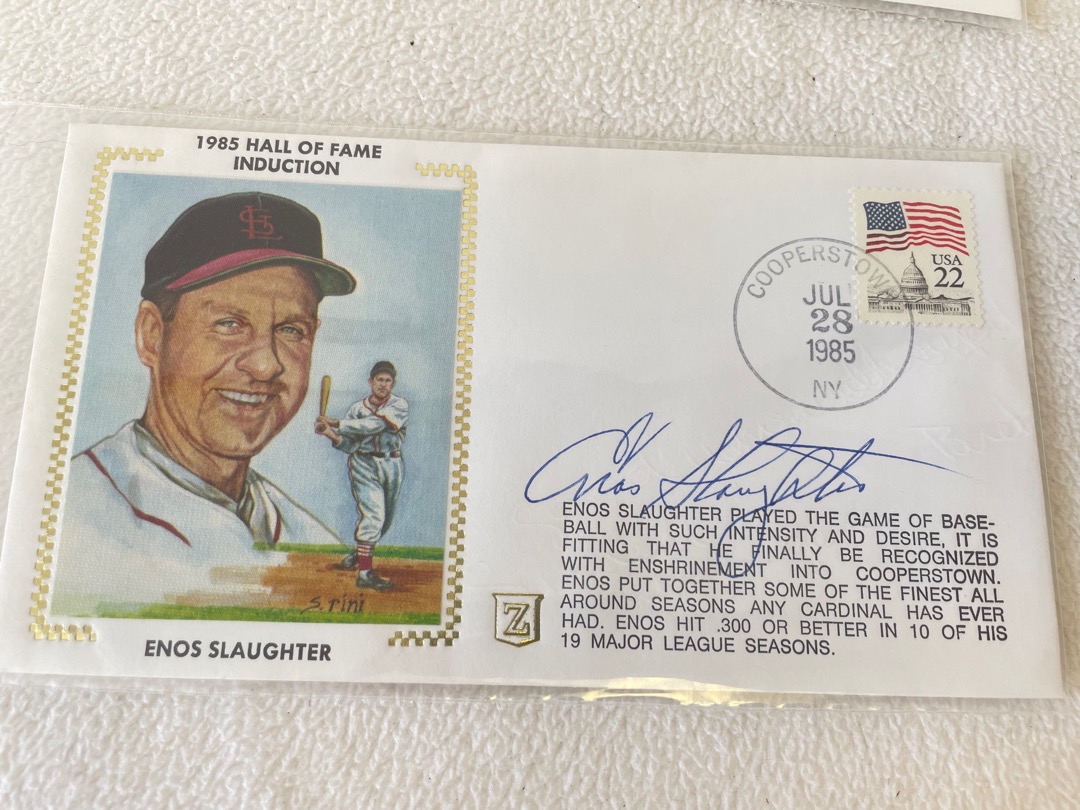 1985 HALL OF FAME
INDUCTION
StL
s. rini
ENOS SLAUGHTER
COOPERSTOWN
JUL
28
1985
NY
USA
22
Enos Slaughter
ENOS SLAUGHTER PLAYED THE GAME OF BASE-
BALL WITH SUCH INTENSITY AND DESIRE, IT IS
FITTING THAT HE FINALLY BE RECOGNIZED
WITH ENSHRINEMENT INTO COOPERSTOWN.
ENOS PUT TOGETHER SOME OF THE FINEST ALL
AROUND SEASONS ANY CARDINAL HAS EVER
HAD. ENOS HIT .300 OR BETTER IN 10 OF HIS
19 MAJOR LEAGUE SEASONS.
Z